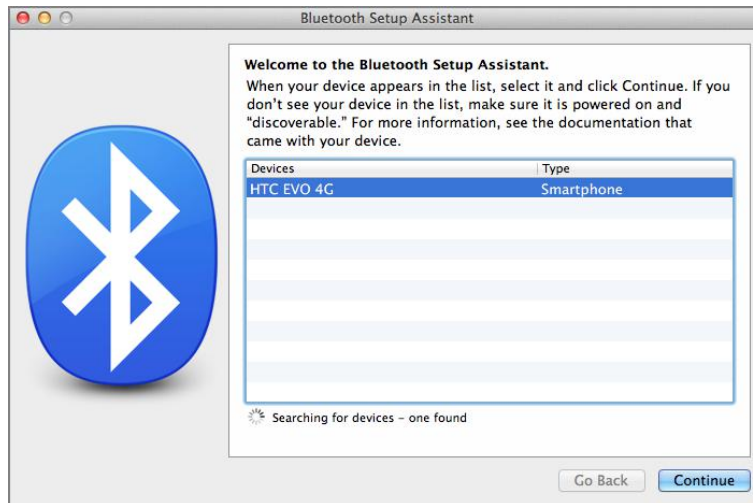 Bluetooth Setup Assistant
Welcome to the Bluetooth Setup Assistant.
When your device appears in the list, select it and click Continue. If you
don't see your device in the list, make sure it is powered on and
“discoverable.” For more information, see the documentation that
came with your device.
Devices Type
HTC EVO 4G Smartphone
Searching for devices – one found
Go Back Continue